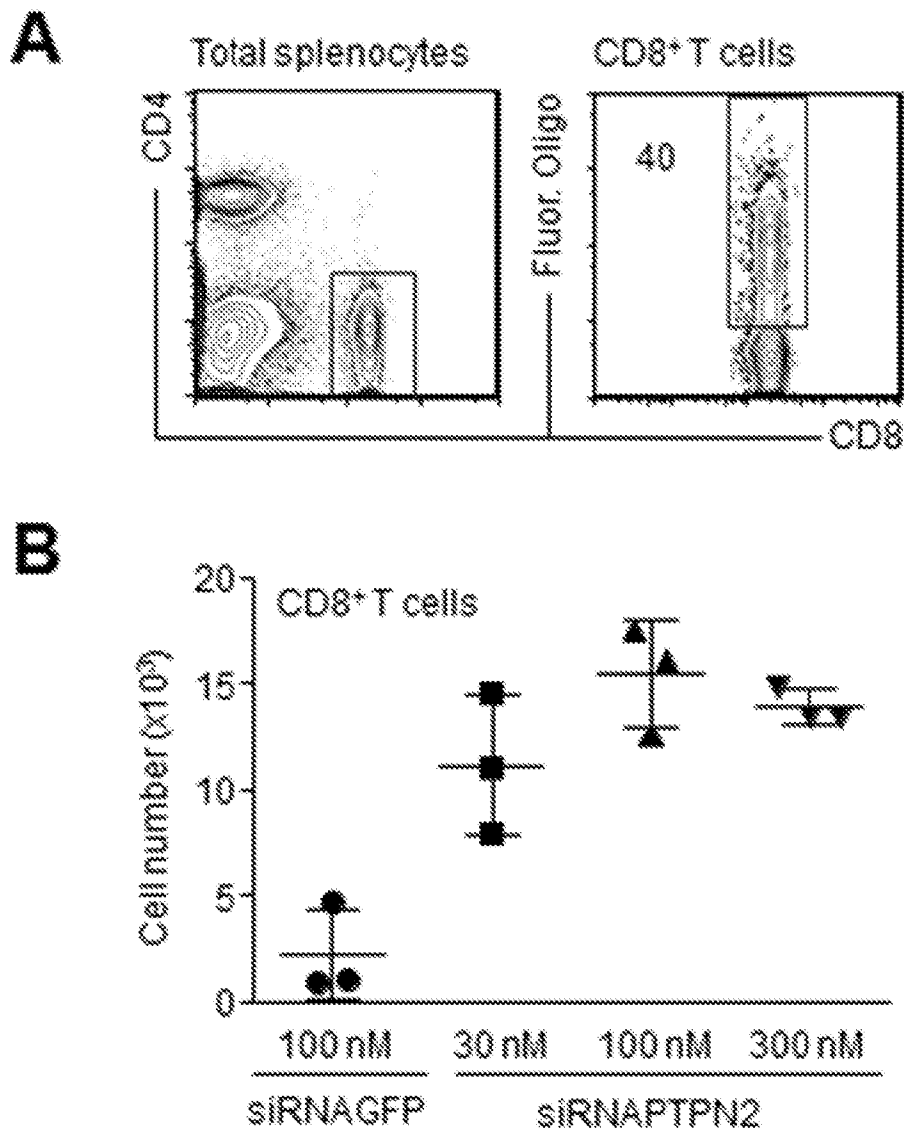 A
Total splenocytes
CD8⁺ T cells
CD4
Fluor. Oligo
40
CD8
B
CD8⁺ T cells
Cell number (x10³)
20
15
10
5
0
100 nM
30 nM
100 nM
300 nM
siRNAGFP
siRNAPTPN2